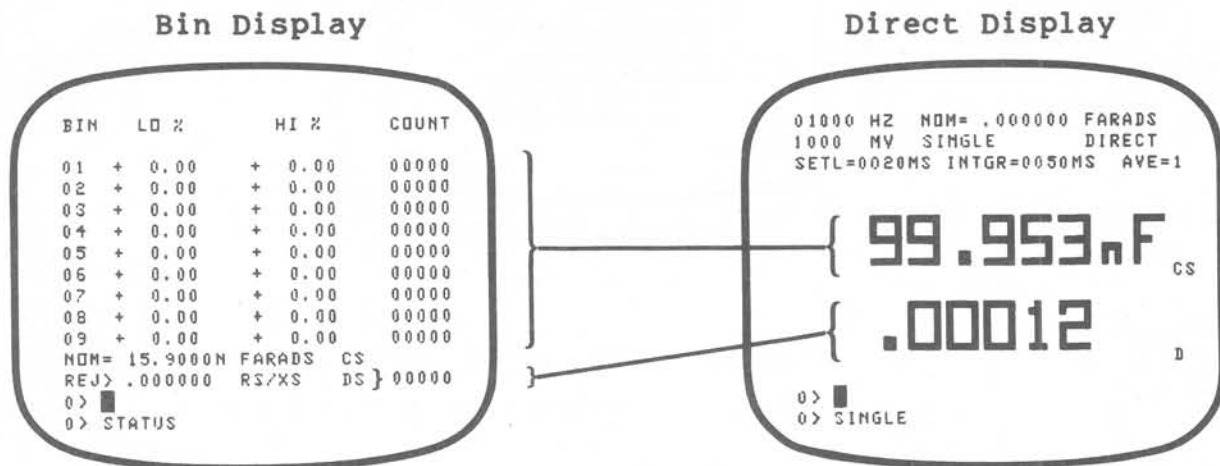 Bin Display
BIN LO % HI % COUNT
01 + 0.00 + 0.00 00000
02 + 0.00 + 0.00 00000
03 + 0.00 + 0.00 00000
04 + 0.00 + 0.00 00000
05 + 0.00 + 0.00 00000
06 + 0.00 + 0.00 00000
07 + 0.00 + 0.00 00000
08 + 0.00 + 0.00 00000
09 + 0.00 + 0.00 00000
NOM= 15.9000N FARADS CS
REJ> .000000 RS/XS DS } 00000
0>
0> STATUS
Direct Display
01000 HZ NOM= .000000 FARADS
1000 MV SINGLE DIRECT
SETL=0020MS INTGR=0050MS AVE=1
99.953nF CS
.00012 D
0>
0> SINGLE